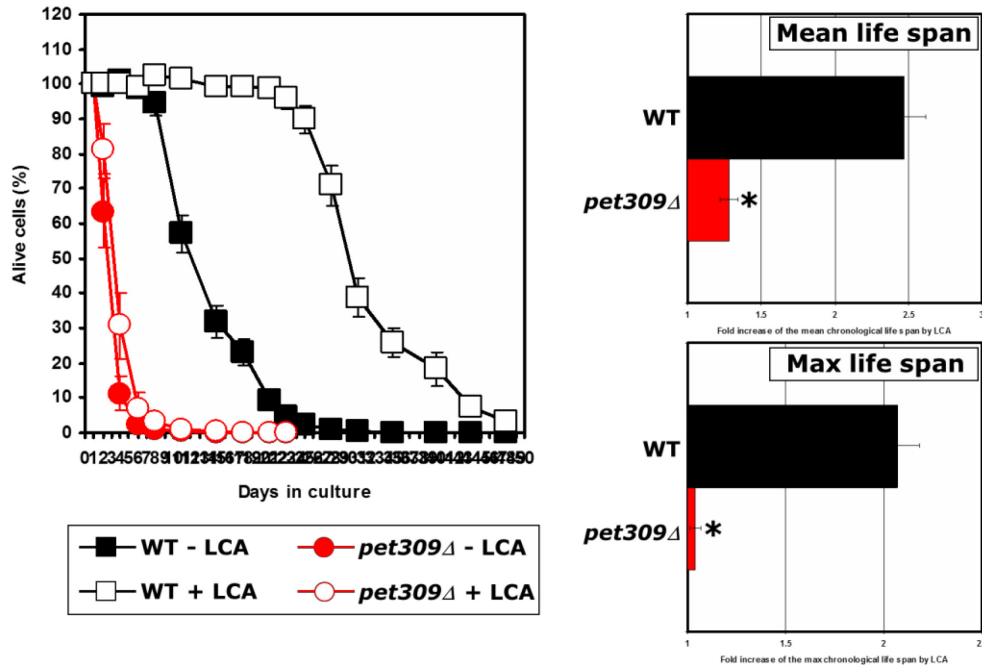 120
110
100
90
80
70
60
50
40
30
20
10
0
Alive cells (%)
Days in culture
WT - LCA
pet309Δ - LCA
WT + LCA
pet309Δ + LCA
Mean life span
WT
pet309Δ
*
1 1.5 2 2.5 3
Fold increase of the mean chronological life span by LCA
Max life span
WT
pet309Δ
*
1 1.5 2
Fold increase of the max chronological life span by LCA